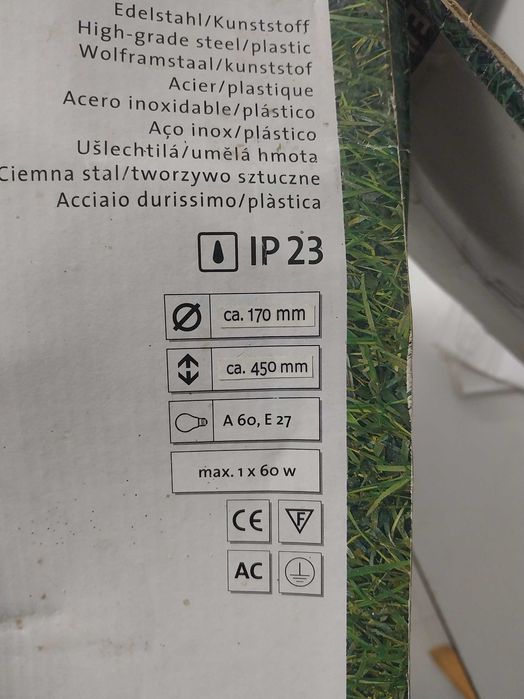 Edelstahl/Kunststoff
High-grade steel/plastic
Wolframstaal/kunststof
Acier/plastique
Acero inoxidable/plástico
Aço inox/plástico
Ušlechtilá/umělá hmota
Ciemna stal/tworzywo sztuczne
Acciaio durissimo/plàstica
IP 23
ca. 170 mm
ca. 450 mm
A 60, E 27
max. 1 x 60 w
CE F
AC